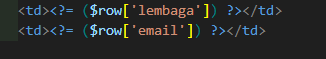 <td><?= ($row['lembaga']) ?></td>
<td><?= ($row['email']) ?></td>